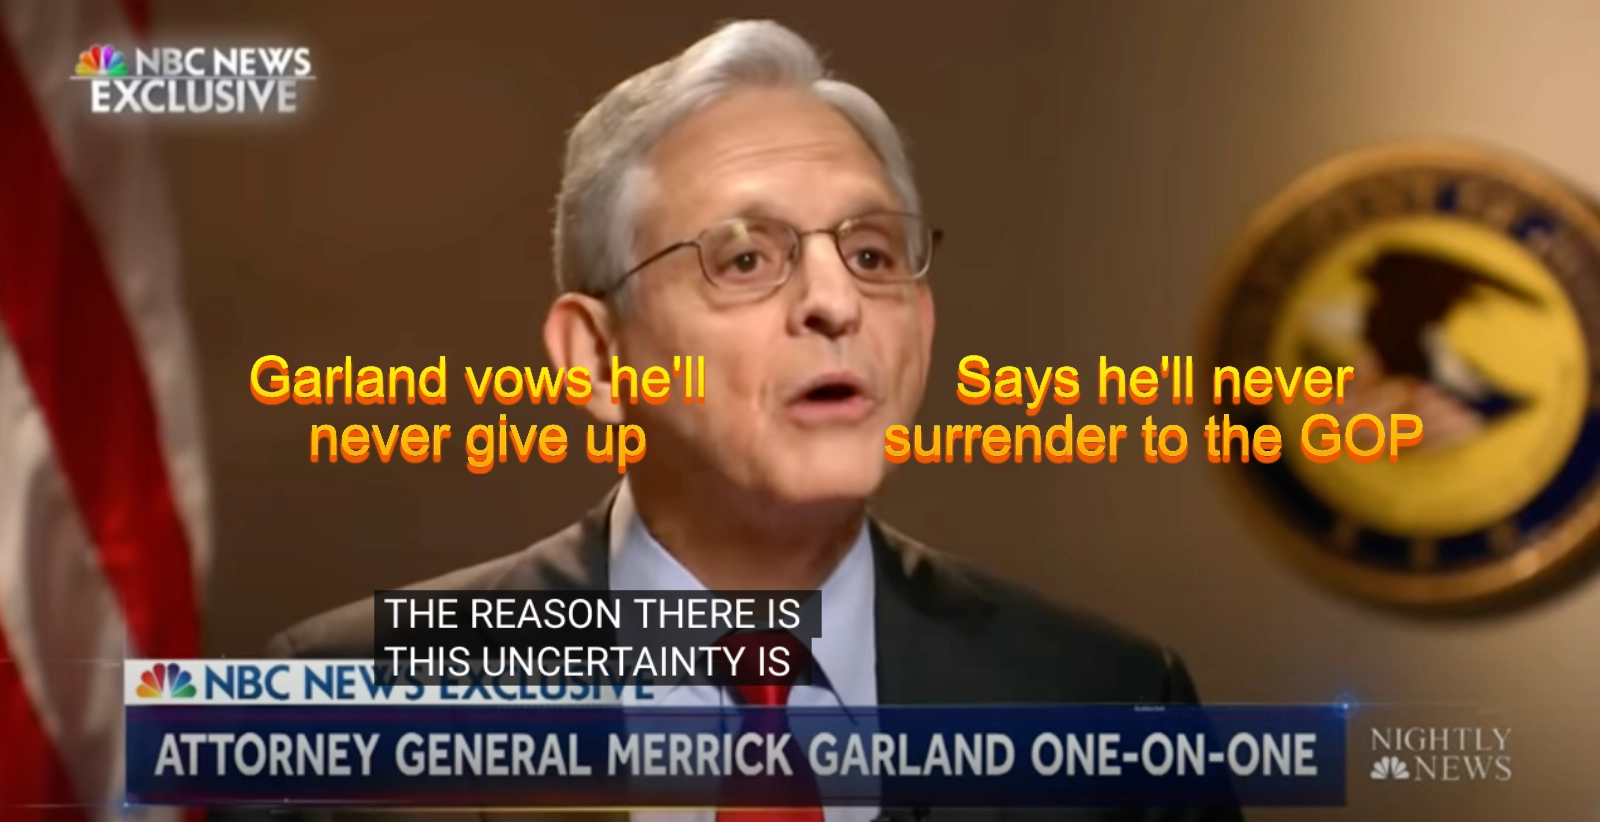 NBC NEWS
EXCLUSIVE
Garland vows he'll
never give up
Says he'll never
surrender to the GOP
THE REASON THERE IS
THIS UNCERTAINTY IS
NBC NEWS EXCLUSIVE
ATTORNEY GENERAL MERRICK GARLAND ONE-ON-ONE
NIGHTLY
NEWS